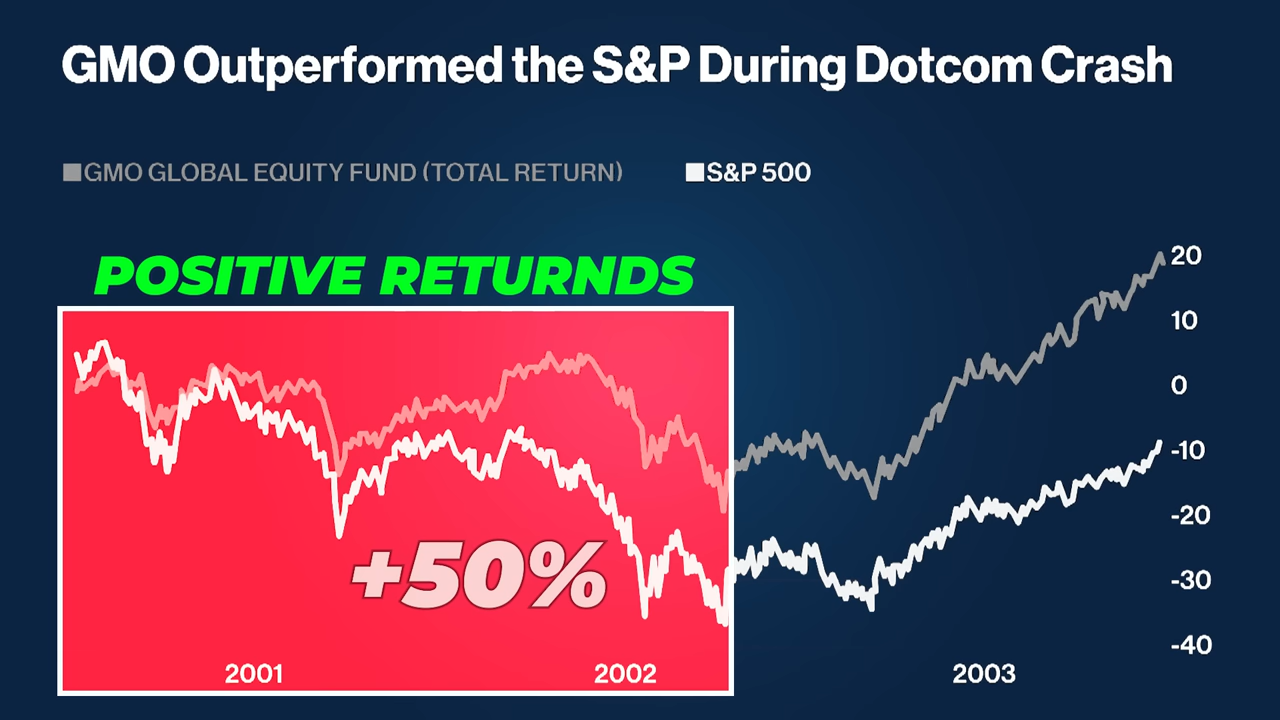 GMO Outperformed the S&P During Dotcom Crash
GMO GLOBAL EQUITY FUND (TOTAL RETURN) S&P 500
POSITIVE RETURNDS
20
10
0
-10
-20
-30
-40
+50%
2001 2002 2003